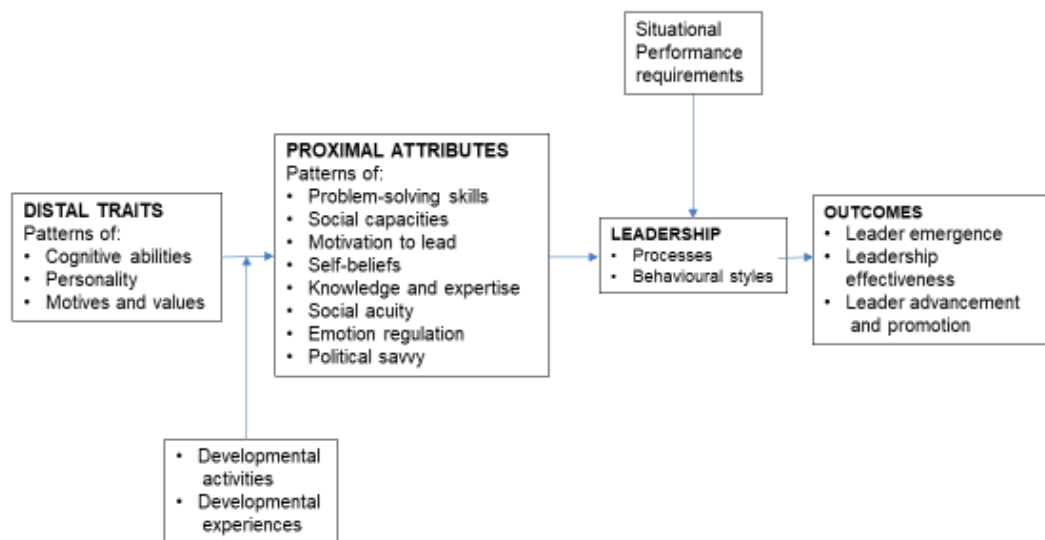 Situational
Performance
requirements
PROXIMAL ATTRIBUTES
Patterns of:
• Problem-solving skills
• Social capacities
• Motivation to lead
• Self-beliefs
• Knowledge and expertise
• Social acuity
• Emotion regulation
• Political savvy
DISTAL TRAITS
Patterns of:
• Cognitive abilities
• Personality
• Motives and values
LEADERSHIP
• Processes
• Behavioural styles
OUTCOMES
• Leader emergence
• Leadership
effectiveness
• Leader advancement
and promotion
• Developmental
activities
• Developmental
experiences